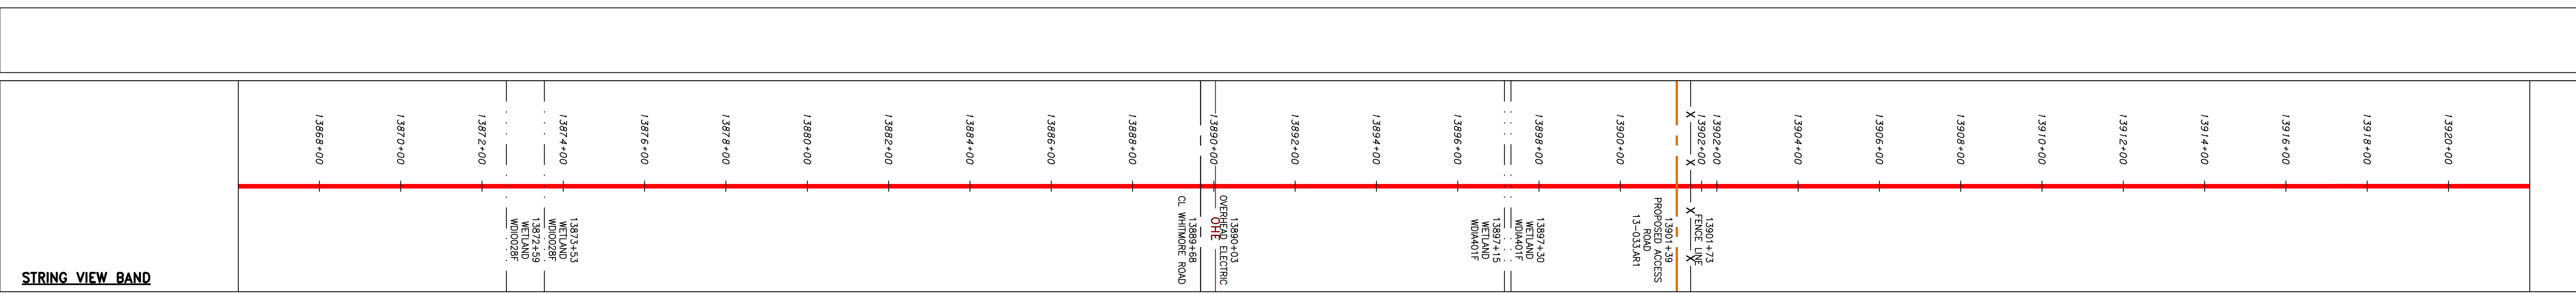 13868+00
13870+00
13872+00
13874+00
13876+00
13878+00
13880+00
13882+00
13884+00
13886+00
13888+00
13890+00
13892+00
13894+00
13896+00
13898+00
13900+00
13902+00
13902+00
13904+00
13906+00
13908+00
13910+00
13912+00
13914+00
13916+00
13918+00
13920+00
13872+59
WETLAND
WDIO028F
13873+53
WETLAND
WDIO028F
13889+68
CL WHITMORE ROAD
13890+03
OVERHEAD ELECTRIC
OHE
13897+15
WETLAND
WDIA401F
13897+30
WETLAND
WDIA401F
13901+39
PROPOSED ACCESS
ROAD
13-033.AR1
13901+73
FENCE LINE
X
X
X
X
STRING VIEW BAND